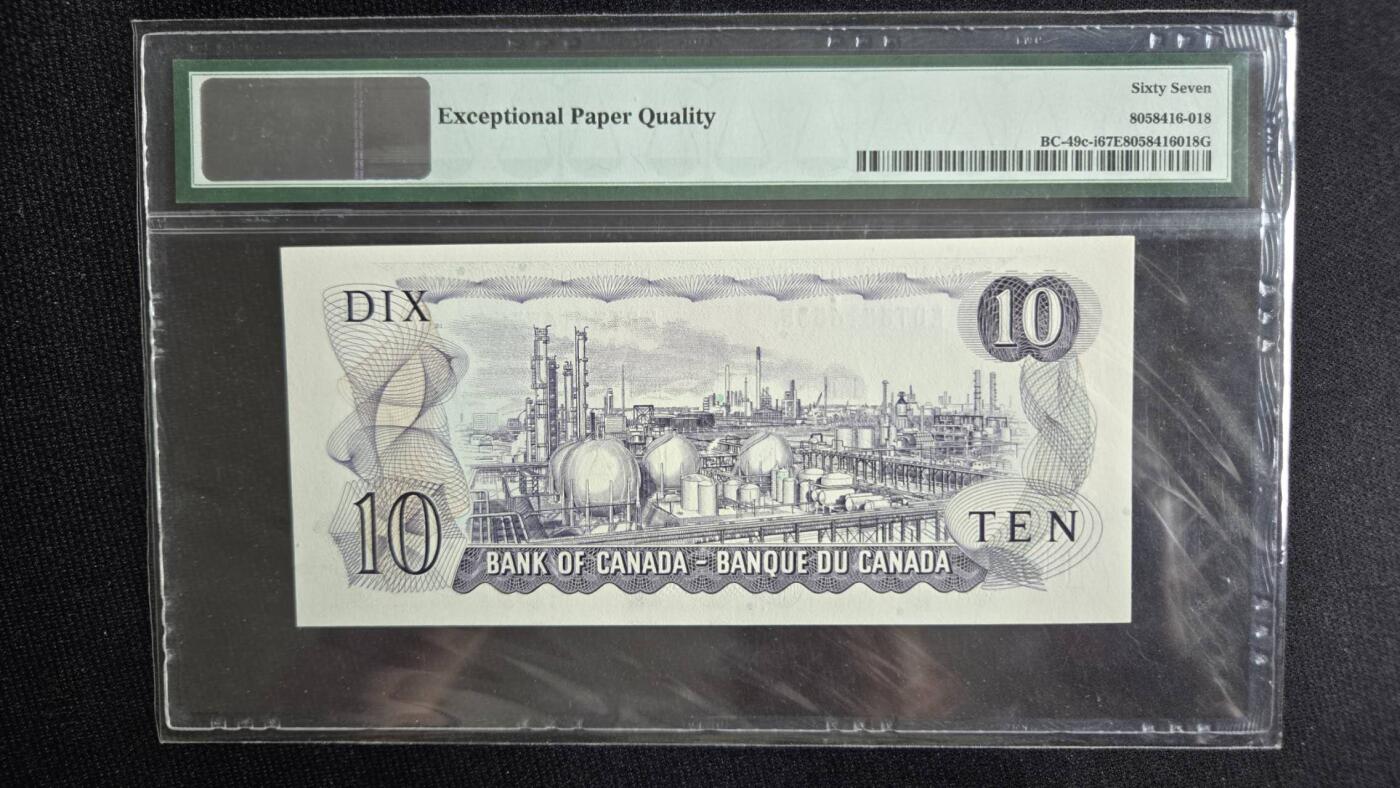 Exceptional Paper Quality
Sixty Seven
8058416-018
BC-49c-i67E8058416018G
DIX
10
10
TEN
BANK OF CANADA - BANQUE DU CANADA